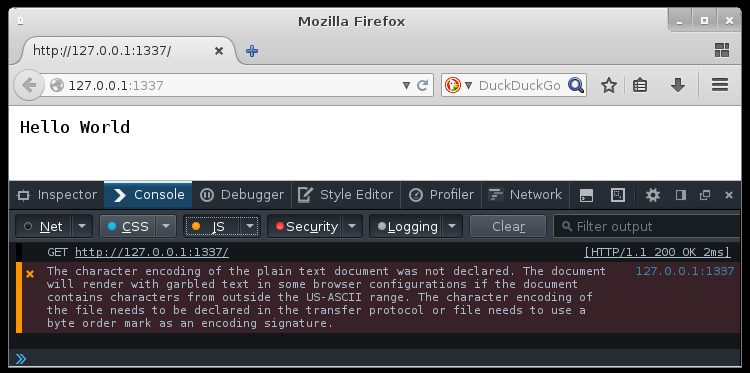 Mozilla Firefox
http://127.0.0.1:1337/
127.0.0.1:1337 DuckDuckGo
Hello World
Inspector Console Debugger Style Editor Profiler Network
Net CSS JS Security Logging Clear Filter output
GET http://127.0.0.1:1337/ [HTTP/1.1 200 OK 2ms]
The character encoding of the plain text document was not declared. The document 127.0.0.1:1337
will render with garbled text in some browser configurations if the document
contains characters from outside the US-ASCII range. The character encoding of
the file needs to be declared in the transfer protocol or file needs to use a
byte order mark as an encoding signature.